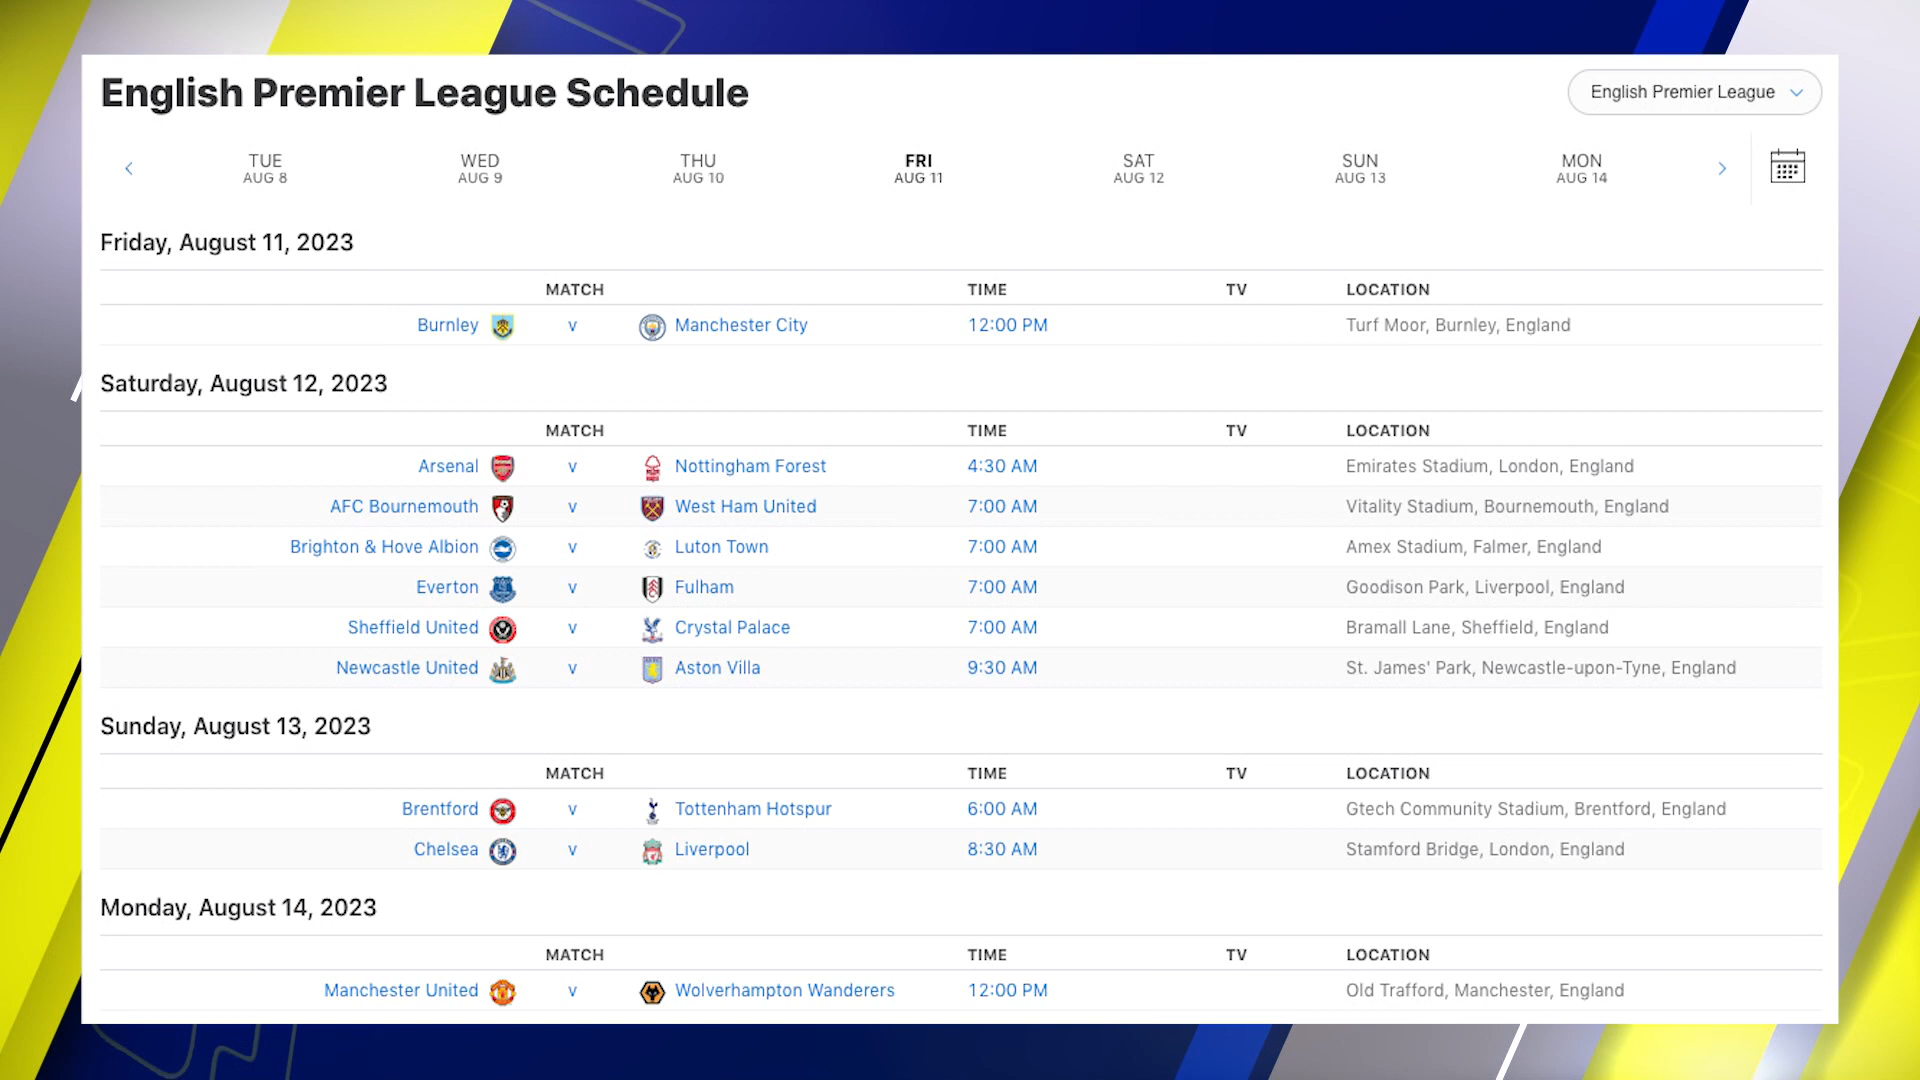 English Premier League Schedule
English Premier League
TUE WED THU FRI SAT SUN MON
AUG 8 AUG 9 AUG 10 AUG 11 AUG 12 AUG 13 AUG 14
Friday, August 11, 2023
MATCH TIME TV LOCATION
Burnley v Manchester City 12:00 PM Turf Moor, Burnley, England
Saturday, August 12, 2023
MATCH TIME TV LOCATION
Arsenal v Nottingham Forest 4:30 AM Emirates Stadium, London, England
AFC Bournemouth v West Ham United 7:00 AM Vitality Stadium, Bournemouth, England
Brighton & Hove Albion v Luton Town 7:00 AM Amex Stadium, Falmer, England
Everton v Fulham 7:00 AM Goodison Park, Liverpool, England
Sheffield United v Crystal Palace 7:00 AM Bramall Lane, Sheffield, England
Newcastle United v Aston Villa 9:30 AM St. James' Park, Newcastle-upon-Tyne, England
Sunday, August 13, 2023
MATCH TIME TV LOCATION
Brentford v Tottenham Hotspur 6:00 AM Gtech Community Stadium, Brentford, England
Chelsea v Liverpool 8:30 AM Stamford Bridge, London, England
Monday, August 14, 2023
MATCH TIME TV LOCATION
Manchester United v Wolverhampton Wanderers 12:00 PM Old Trafford, Manchester, England